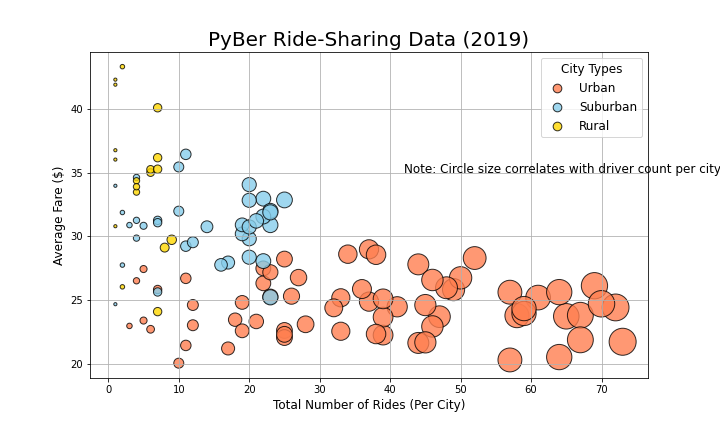 PyBer Ride-Sharing Data (2019)
City Types
Urban
Suburban
Rural
Note: Circle size correlates with driver count per city
Average Fare ($)
40
35
30
25
20
0 10 20 30 40 50 60 70
Total Number of Rides (Per City)